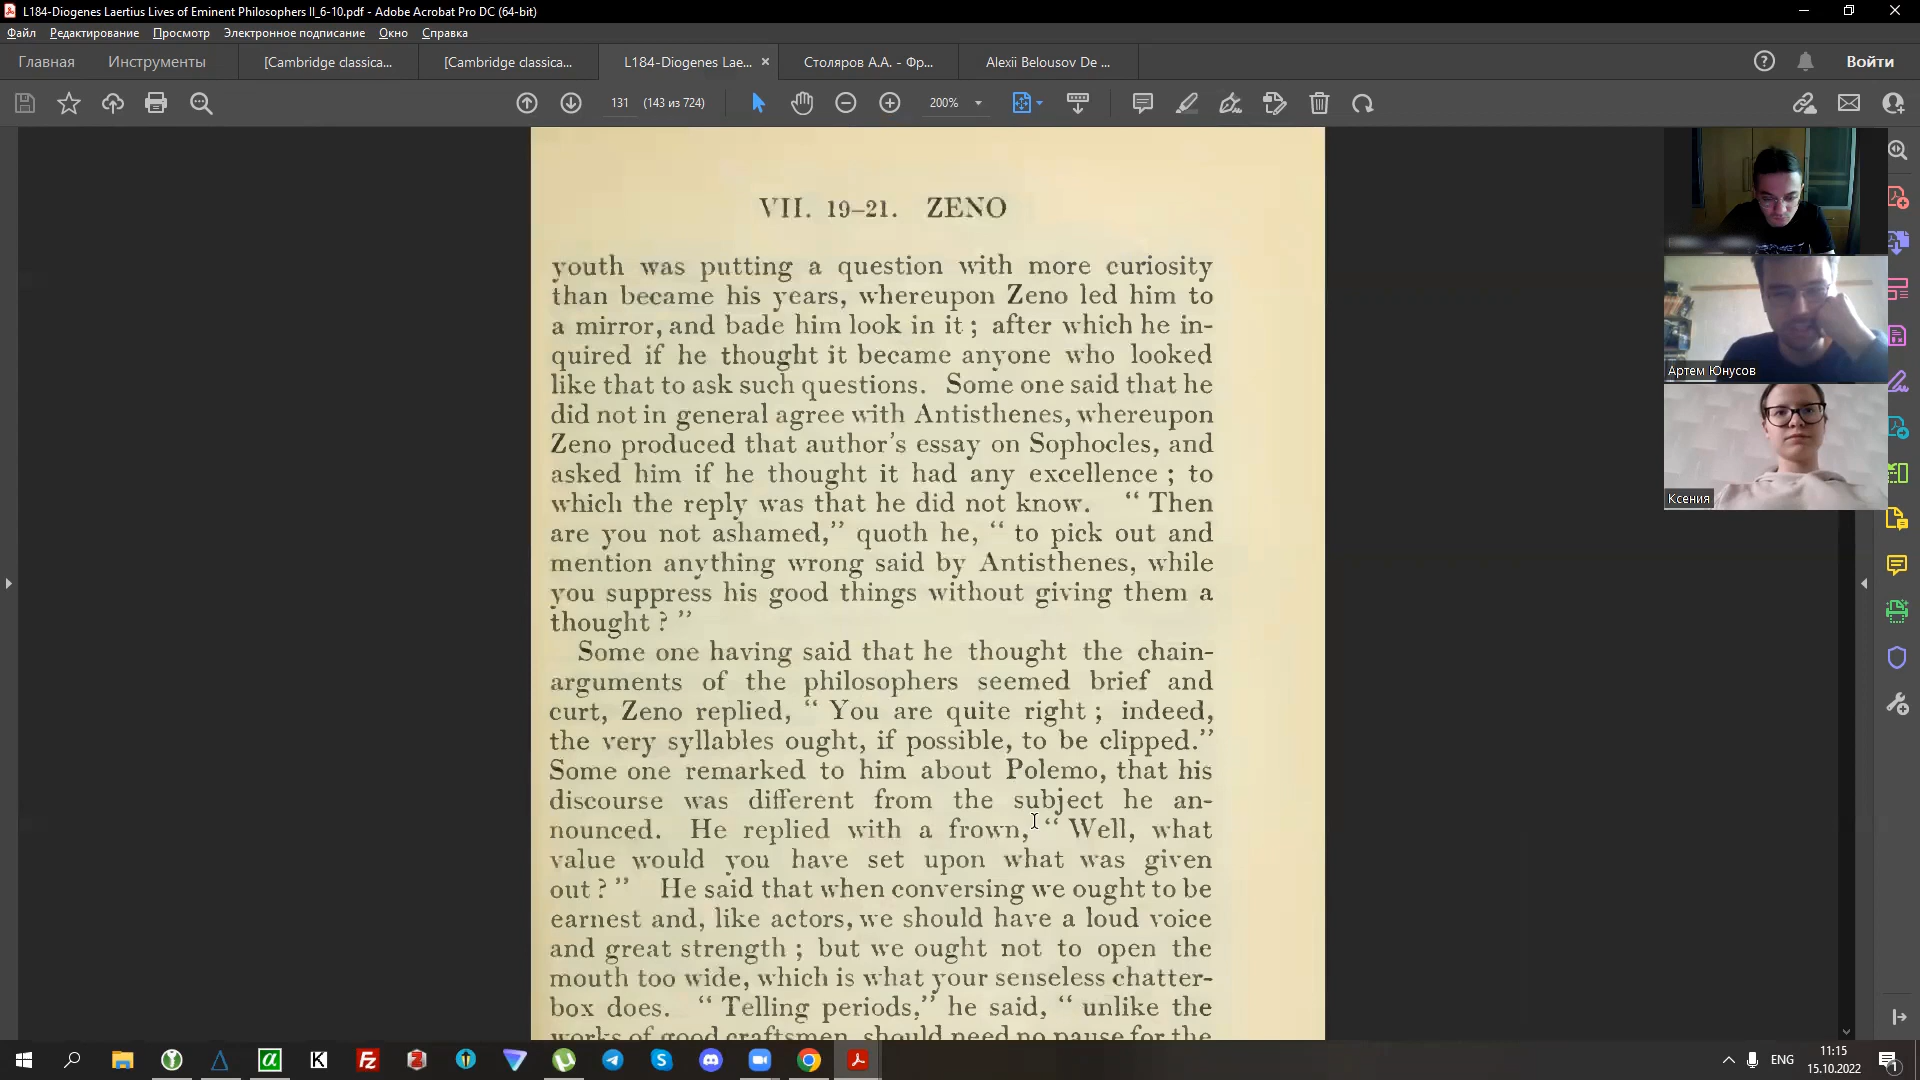 L184-Diogenes Laertius Lives of Eminent Philosophers II_6-10.pdf - Adobe Acrobat Pro DC (64-bit)
Файл Редактирование Просмотр Электронное подписание Окно Справка
Главная Инструменты [Cambridge classica... [Cambridge classica... L184-Diogenes Lae... Столяров А.А. - Фр... Alexii Belousov De ... Войти
131 (143 из 724) 200%
VII. 19–21. ZENO
youth was putting a question with more curiosity
than became his years, whereupon Zeno led him to
a mirror, and bade him look in it ; after which he in-
quired if he thought it became anyone who looked
like that to ask such questions. Some one said that he
did not in general agree with Antisthenes, whereupon
Zeno produced that author's essay on Sophocles, and
asked him if he thought it had any excellence ; to
which the reply was that he did not know. “ Then
are you not ashamed,” quoth he, “ to pick out and
mention anything wrong said by Antisthenes, while
you suppress his good things without giving them a
thought ? ”
Some one having said that he thought the chain-
arguments of the philosophers seemed brief and
curt, Zeno replied, “ You are quite right ; indeed,
the very syllables ought, if possible, to be clipped.”
Some one remarked to him about Polemo, that his
discourse was different from the subject he an-
nounced. He replied with a frown, “ Well, what
value would you have set upon what was given
out ? ” He said that when conversing we ought to be
earnest and, like actors, we should have a loud voice
and great strength ; but we ought not to open the
mouth too wide, which is what your senseless chatter-
box does. “ Telling periods,” he said, “ unlike the
works of good craftsmen, should need no pause for the
Артем Юнусов
Ксения
ENG
11:15
15.10.2022
1